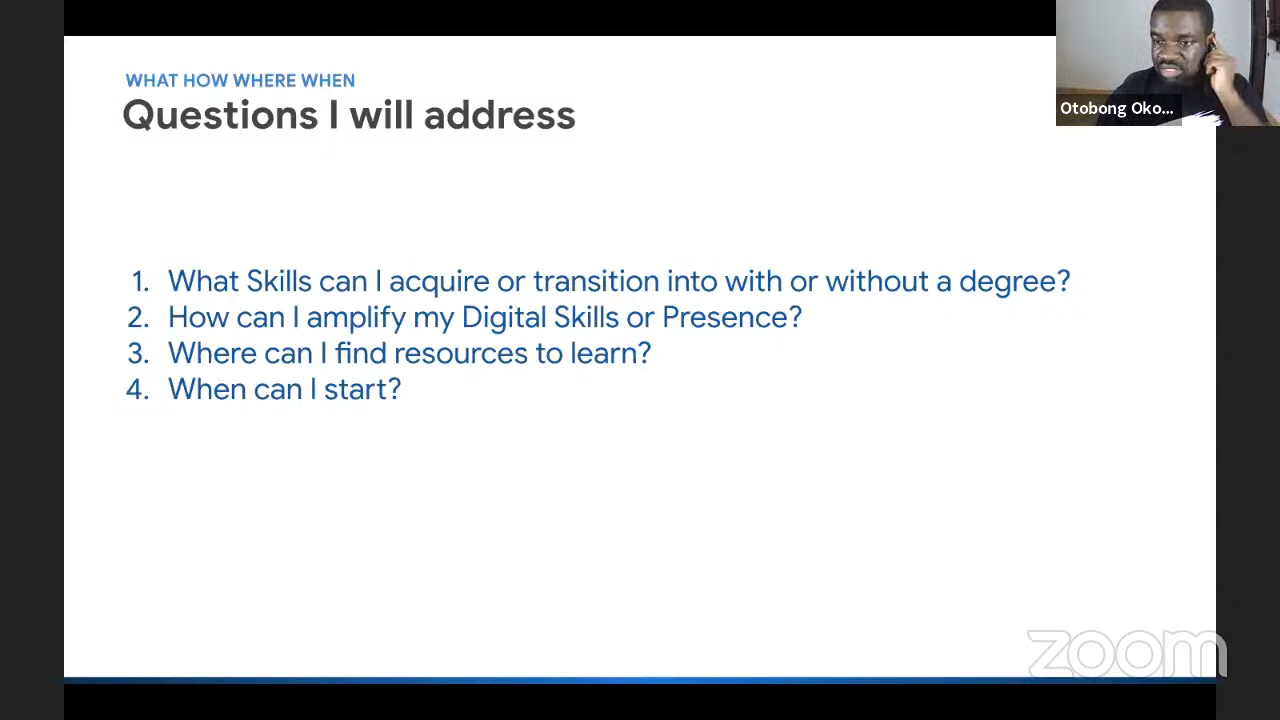 WHAT HOW WHERE WHEN
Questions I will address
Otobong Oko...
1. What Skills can I acquire or transition into with or without a degree?
2. How can I amplify my Digital Skills or Presence?
3. Where can I find resources to learn?
4. When can I start?
zoom